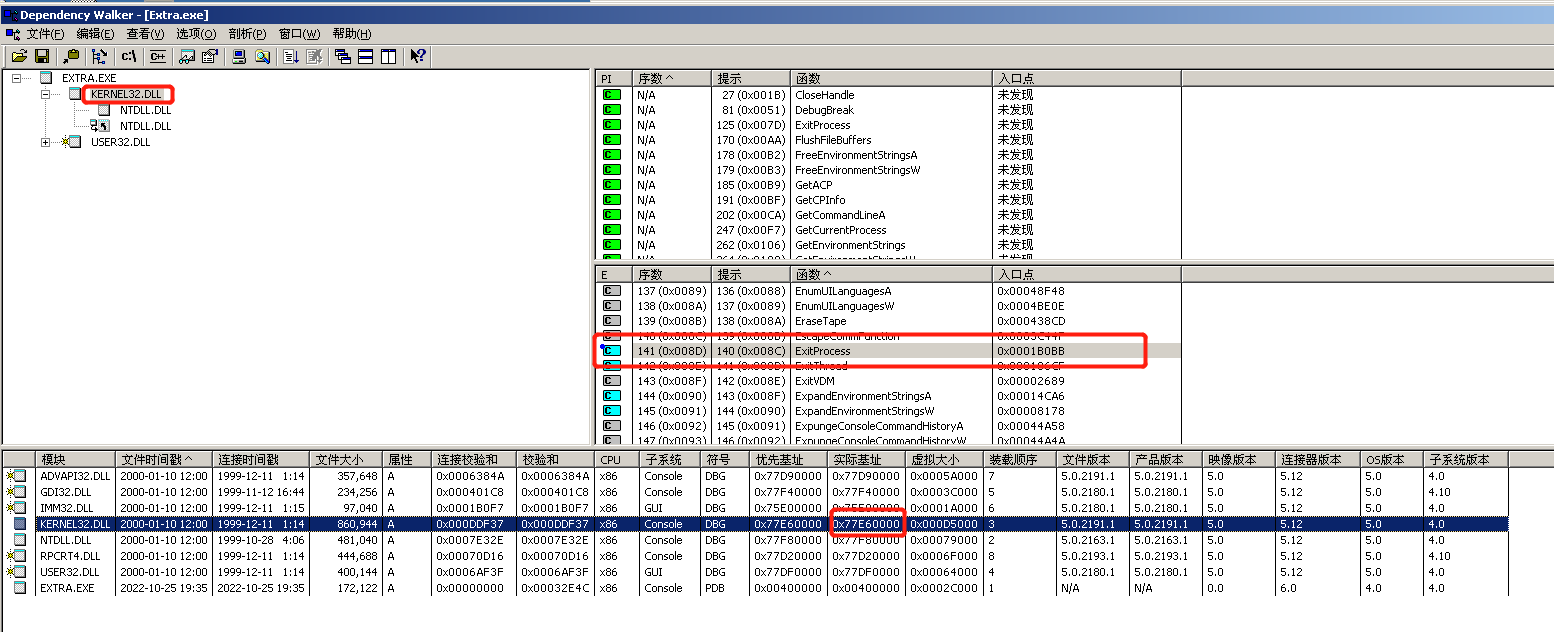 Dependency Walker - [Extra.exe]
文件(F) 编辑(E) 查看(V) 选项(O) 剖析(P) 窗口(W) 帮助(H)
C:\ C++
EXTRA.EXE
KERNEL32.DLL
NTDLL.DLL
NTDLL.DLL
USER32.DLL
PI 序数 ^ 提示 函数 入口点
C N/A 27 (0x001B) CloseHandle 未发现
C N/A 81 (0x0051) DebugBreak 未发现
C N/A 125 (0x007D) ExitProcess 未发现
C N/A 170 (0x00AA) FlushFileBuffers 未发现
C N/A 178 (0x00B2) FreeEnvironmentStringsA 未发现
C N/A 179 (0x00B3) FreeEnvironmentStringsW 未发现
C N/A 185 (0x00B9) GetACP 未发现
C N/A 191 (0x00BF) GetCPInfo 未发现
C N/A 202 (0x00CA) GetCommandLineA 未发现
C N/A 247 (0x00F7) GetCurrentProcess 未发现
C N/A 262 (0x0106) GetEnvironmentStrings 未发现
E 序数 提示 函数 ^ 入口点
C 137 (0x0089) 136 (0x0088) EnumUILanguagesA 0x00048F48
C 138 (0x008A) 137 (0x0089) EnumUILanguagesW 0x0004BE0E
C 139 (0x008B) 138 (0x008A) EraseTape 0x000438CD
C 140 (0x008C) 139 (0x008B) EscapeCommFunction
C 141 (0x008D) 140 (0x008C) ExitProcess 0x0001B0BB
C 142 (0x008E) 141 (0x008D) ExitThread
C 143 (0x008F) 142 (0x008E) ExitVDM 0x00002689
C 144 (0x0090) 143 (0x008F) ExpandEnvironmentStringsA 0x00014CA6
C 145 (0x0091) 144 (0x0090) ExpandEnvironmentStringsW 0x00008178
C 146 (0x0092) 145 (0x0091) ExpungeConsoleCommandHistoryA 0x00044A58
C 147 (0x0093) 146 (0x0092) ExpungeConsoleCommandHistoryW 0x00044A4A
模块 文件时间戳 ^ 连接时间戳 文件大小 属性 连接校验和 校验和 CPU 子系统 符号 优先基址 实际基址 虚拟大小 装载顺序 文件版本 产品版本 映像版本 连接器版本 OS版本 子系统版本
ADVAPI32.DLL 2000-01-10 12:00 1999-12-11 1:14 357,648 A 0x0006384A 0x0006384A x86 Console DBG 0x77D90000 0x77D90000 0x0005A000 7 5.0.2191.1 5.0.2191.1 5.0 5.12 5.0 4.0
GDI32.DLL 2000-01-10 12:00 1999-11-12 16:44 234,256 A 0x000401C8 0x000401C8 x86 Console DBG 0x77F40000 0x77F40000 0x0003C000 5 5.0.2180.1 5.0.2180.1 5.0 5.12 5.0 4.10
IMM32.DLL 2000-01-10 12:00 1999-12-11 1:15 97,040 A 0x0001B0F7 0x0001B0F7 x86 GUI DBG 0x75E00000 0x75E00000 0x0001A000 6 5.0.2180.1 5.0.2180.1 5.0 5.12 5.0 4.0
KERNEL32.DLL 2000-01-10 12:00 1999-12-11 1:14 860,944 A 0x000DDF37 0x000DDF37 x86 Console DBG 0x77E60000 0x77E60000 0x000D5000 3 5.0.2191.1 5.0.2191.1 5.0 5.12 5.0 4.0
NTDLL.DLL 2000-01-10 12:00 1999-10-28 4:06 481,040 A 0x0007E32E 0x0007E32E x86 Console DBG 0x77F80000 0x77F80000 0x00079000 2 5.0.2163.1 5.0.2163.1 5.0 5.12 5.0 4.0
RPCRT4.DLL 2000-01-10 12:00 1999-12-11 1:14 444,688 A 0x00070D16 0x00070D16 x86 Console DBG 0x77D20000 0x77D20000 0x0006F000 8 5.0.2193.1 5.0.2193.1 5.0 5.12 5.0 4.10
USER32.DLL 2000-01-10 12:00 1999-12-11 1:14 400,144 A 0x0006AF3F 0x0006AF3F x86 GUI DBG 0x77DF0000 0x77DF0000 0x00064000 4 5.0.2180.1 5.0.2180.1 5.0 5.12 5.0 4.0
EXTRA.EXE 2022-10-25 19:35 2022-10-25 19:35 172,122 A 0x00000000 0x00032E4C x86 Console PDB 0x00400000 0x00400000 0x0002C000 1 N/A N/A 0.0 6.0 4.0 4.0